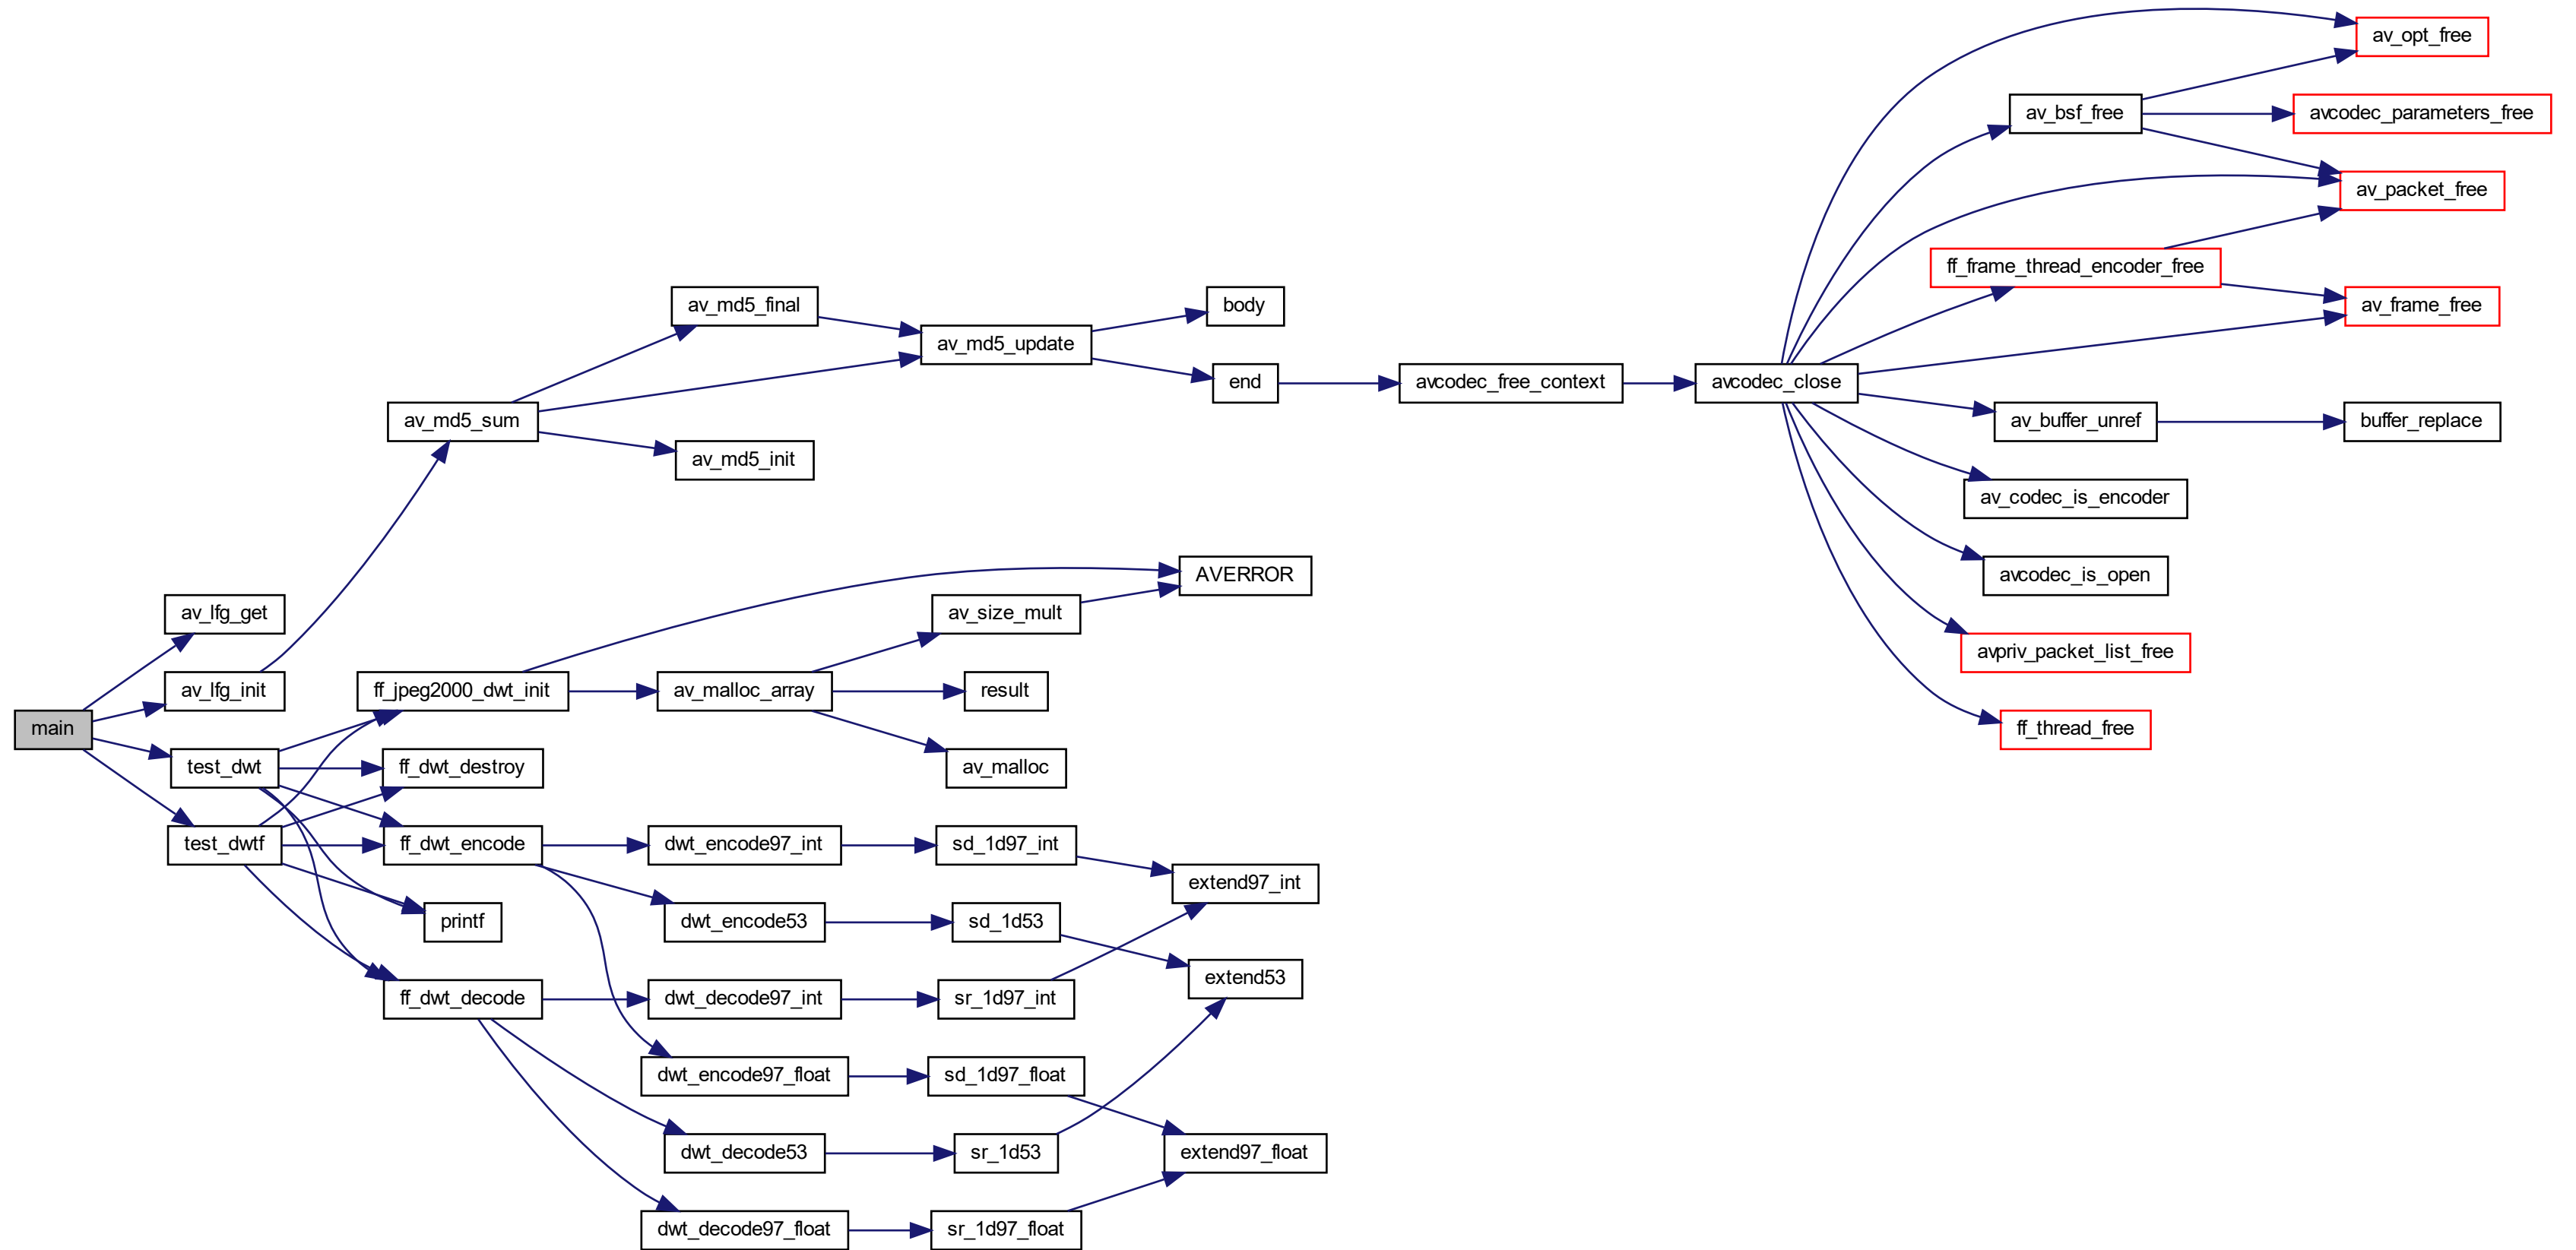 main
av_lfg_get
av_lfg_init
test_dwt
test_dwtf
av_md5_sum
ff_jpeg2000_dwt_init
ff_dwt_destroy
ff_dwt_encode
printf
ff_dwt_decode
av_md5_final
av_md5_init
av_malloc_array
dwt_encode97_int
dwt_encode53
dwt_decode97_int
dwt_encode97_float
dwt_decode53
dwt_decode97_float
av_md5_update
av_size_mult
result
av_malloc
sd_1d97_int
sd_1d53
sr_1d97_int
sd_1d97_float
sr_1d53
sr_1d97_float
body
end
AVERROR
extend97_int
extend53
extend97_float
avcodec_free_context
avcodec_close
av_bsf_free
ff_frame_thread_encoder_free
av_buffer_unref
av_codec_is_encoder
avcodec_is_open
avpriv_packet_list_free
ff_thread_free
av_opt_free
avcodec_parameters_free
av_packet_free
av_frame_free
buffer_replace